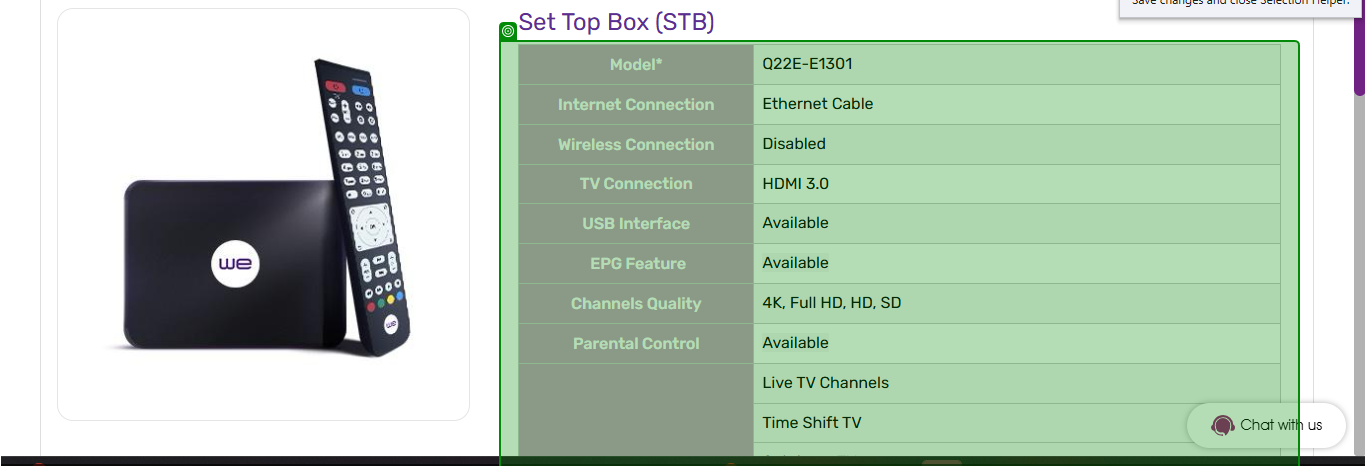 Save changes and close Selection Helper.
Set Top Box (STB)
Model* Q22E-E1301
Internet Connection Ethernet Cable
Wireless Connection Disabled
TV Connection HDMI 3.0
USB Interface Available
EPG Feature Available
Channels Quality 4K, Full HD, HD, SD
Parental Control Available
Live TV Channels
Time Shift TV
we
Chat with us